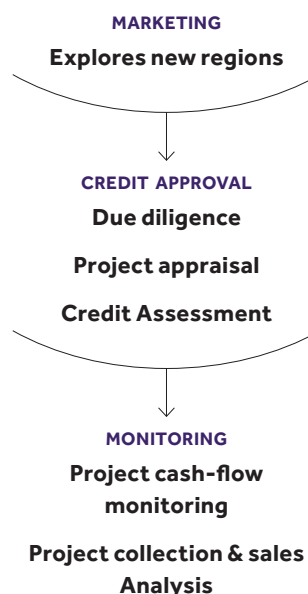 MARKETING
Explores new regions
CREDIT APPROVAL
Due diligence
Project appraisal
Credit Assessment
MONITORING
Project cash-flow
monitoring
Project collection & sales
Analysis